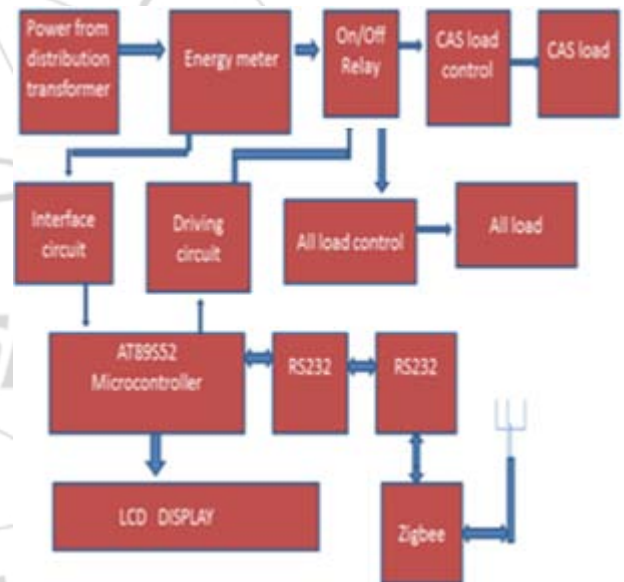 Power from
distribution
transformer
Energy meter
On/Off
Relay
CAS load
control
CAS load
Interface
circuit
Driving
circuit
All load control
All load
AT89S52
Microcontroller
RS232
RS232
LCD DISPLAY
Zigbee